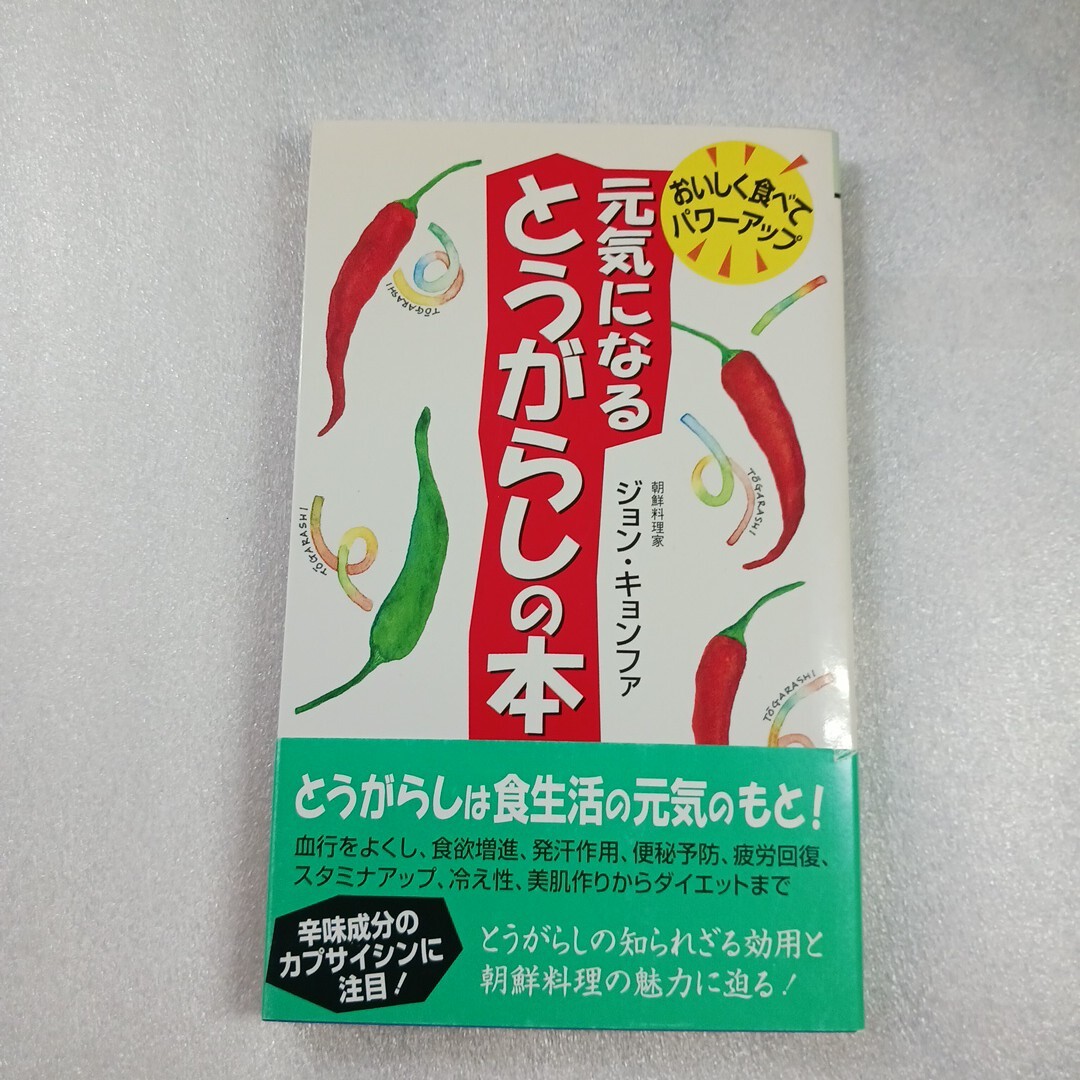 おいしく食べて
パワーアップ
元気になる
とうがらしの本
朝鮮料理家
ジョン・キョンファ
TŌGARASHI
TŌGARASHI
TŌGARASHI
TŌGARASHI
TŌGARASHI
とうがらしは食生活の元気のもと!
血行をよくし、食欲増進、発汗作用、便秘予防、疲労回復、
スタミナアップ、冷え性、美肌作りからダイエットまで
辛味成分の
カプサイシンに
注目!
とうがらしの知られざる効用と
朝鮮料理の魅力に迫る!